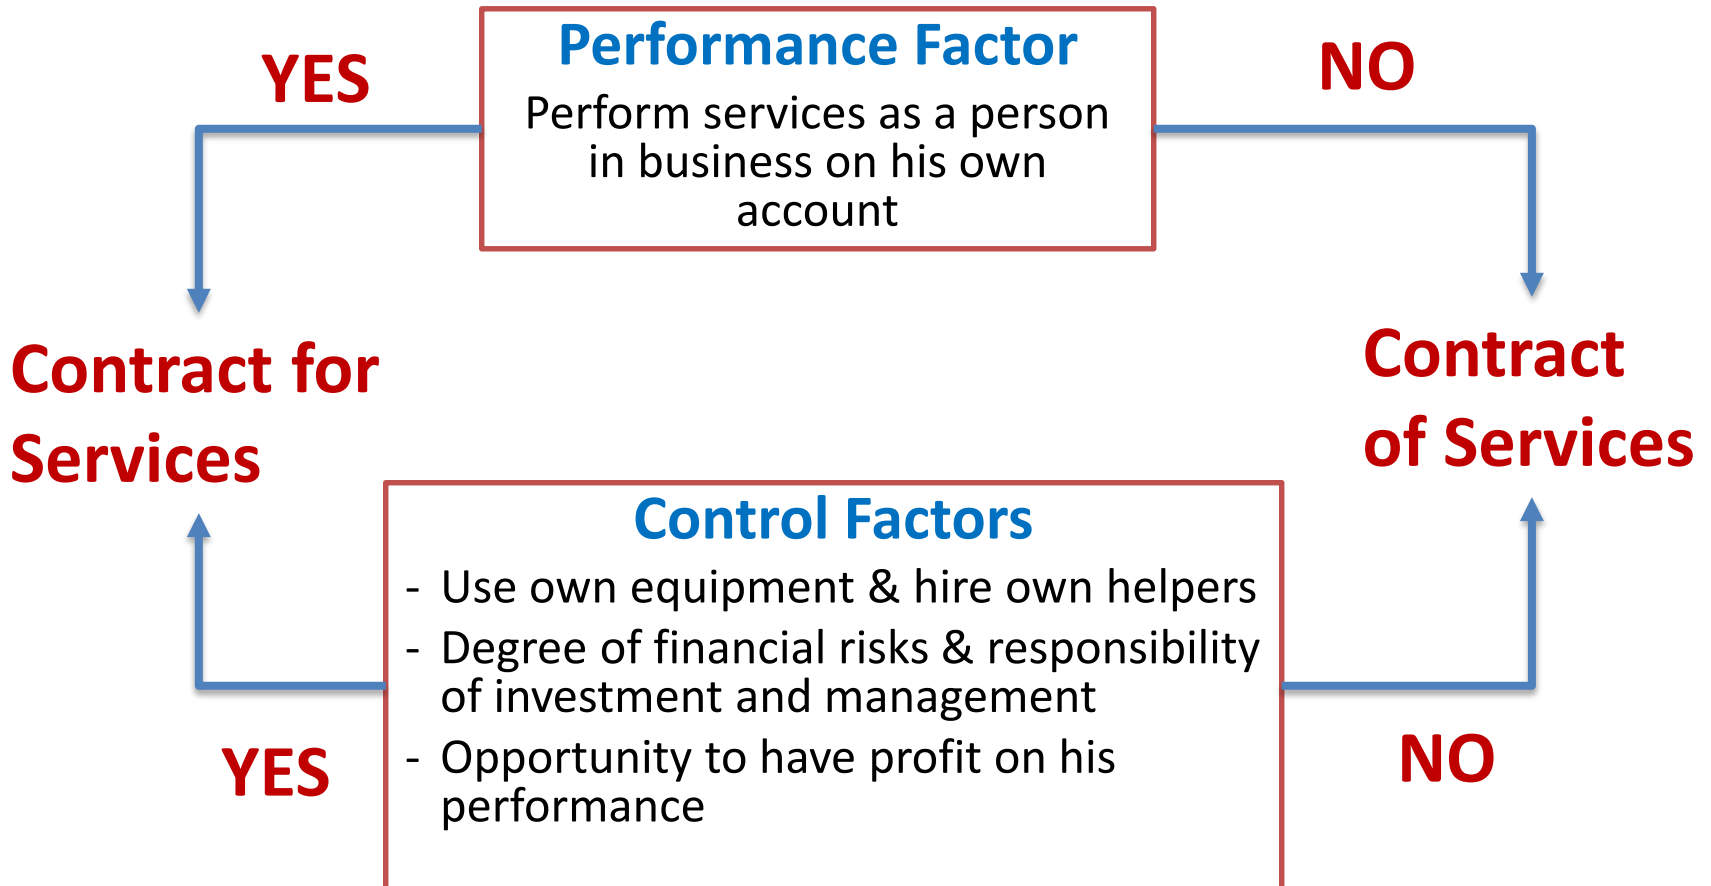 Performance Factor
YES
NO
Perform services as a person
in business on his own
account
Contract for
Services
Contract
of Services
Control Factors
- Use own equipment & hire own helpers
- Degree of financial risks & responsibility
of investment and management
- Opportunity to have profit on his
performance
YES
NO